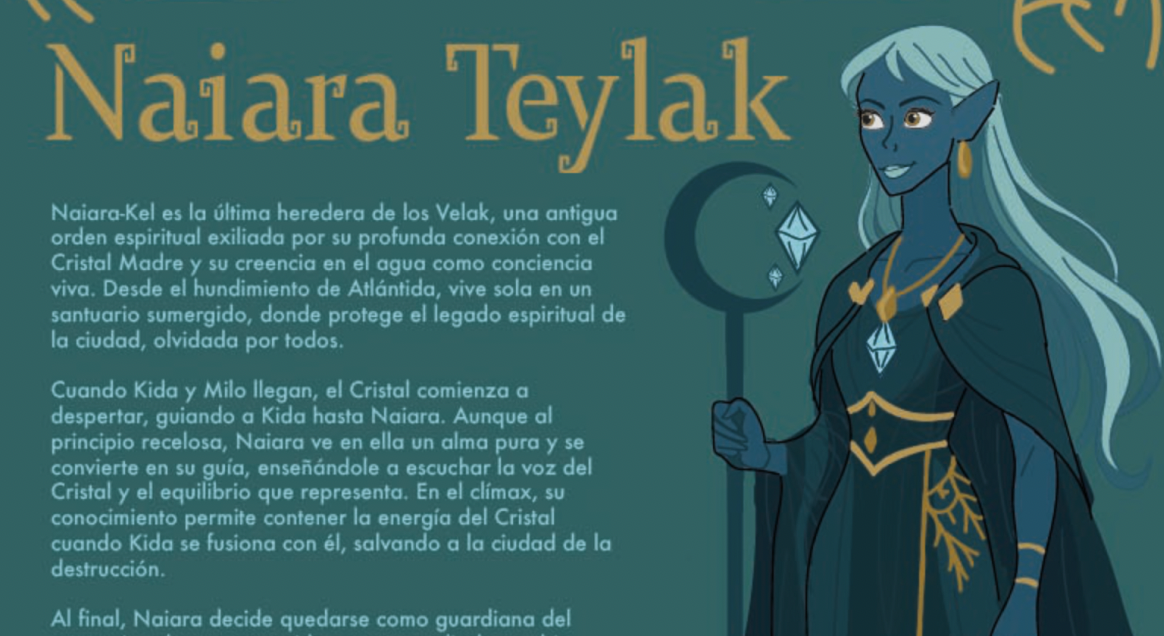 Naiara Teylak
Naiara-Kel es la última heredera de los Velak, una antigua
orden espiritual exiliada por su profunda conexión con el
Cristal Madre y su creencia en el agua como conciencia
viva. Desde el hundimiento de Atlántida, vive sola en un
santuario sumergido, donde protege el legado espiritual de
la ciudad, olvidada por todos.
Cuando Kida y Milo llegan, el Cristal comienza a
despertar, guiando a Kida hasta Naiara. Aunque al
principio recelosa, Naiara ve en ella un alma pura y se
convierte en su guía, enseñándole a escuchar la voz del
Cristal y el equilibrio que representa. En el clímax, su
conocimiento permite contener la energía del Cristal
cuando Kida se fusiona con él, salvando a la ciudad de la
destrucción.
Al final, Naiara decide quedarse como guardiana del